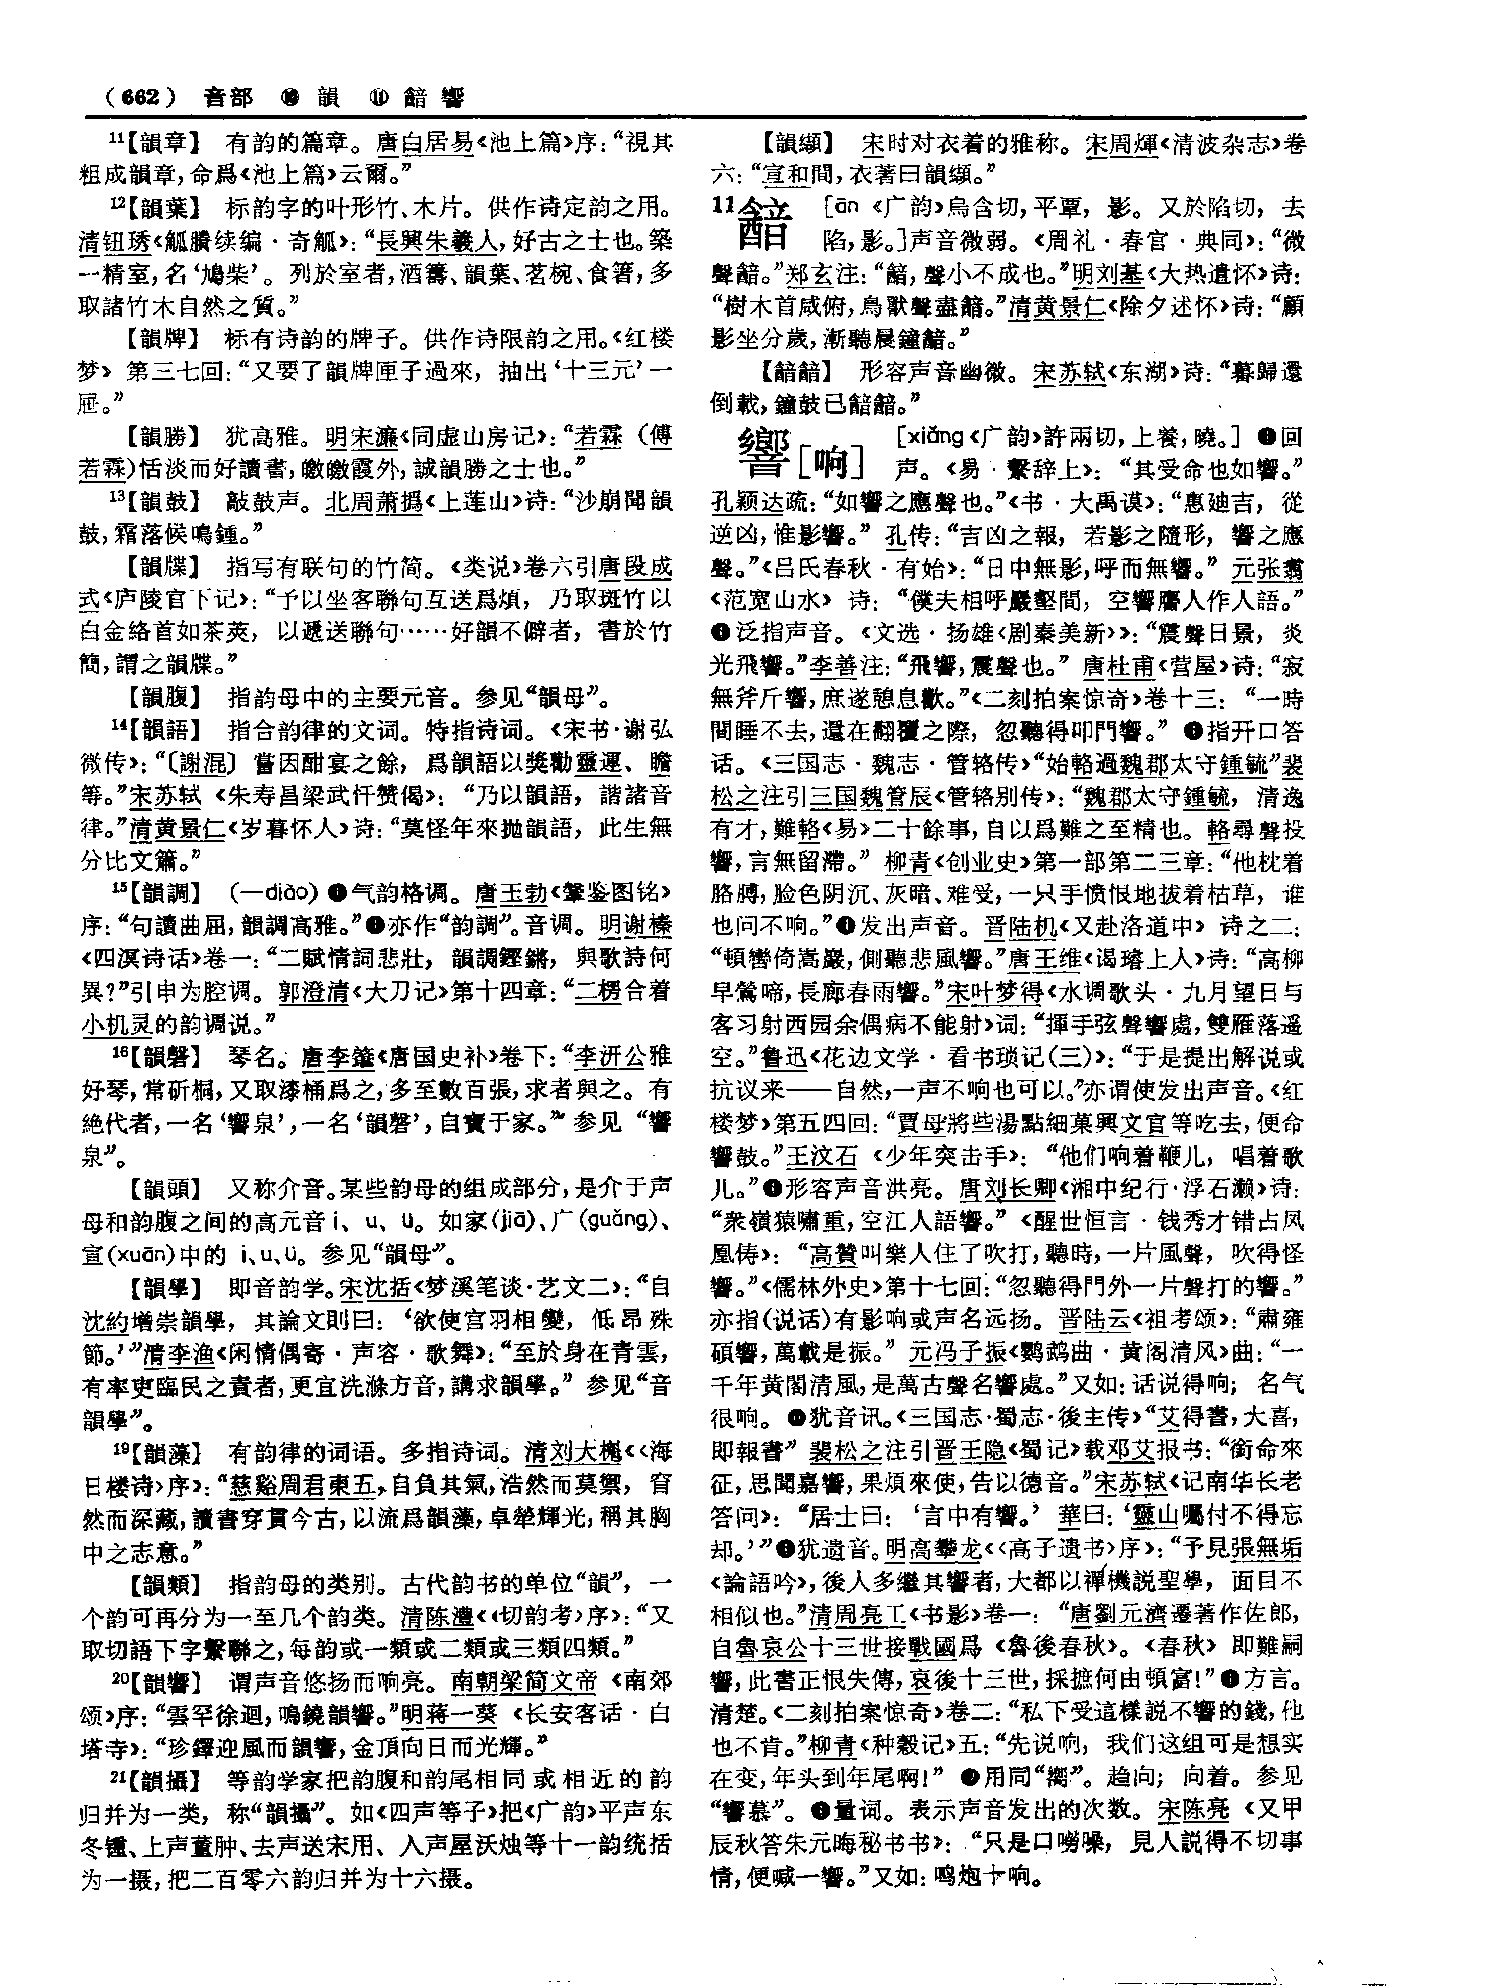 （662） 音部 ⑩ 韻 ⑪ 韽 響
11【韻章】 有韵的篇章。唐白居易《池上篇》序：“視其
粗成韻章，命爲《池上篇》云爾。”
12【韻葉】 标韵字的叶形竹、木片。供作诗定韵之用。
清钮琇《觚賸续编·奇觚》：“長興朱羲人，好古之士也。築
一精室，名‘鳩柴’。列於室者，酒籌、韻葉、茗椀、食箸，多
取諸竹木自然之質。”
【韻牌】 标有诗韵的牌子。供作诗限韵之用。《红楼
梦》第三七回：“又要了韻牌匣子過來，抽出‘十三元’一
屜。”
【韻勝】 犹高雅。明宋濂《同虚山房记》：“若霖（傅
若霖）恬淡而好讀書，皦皦霞外，誠韻勝之士也。”
13【韻鼓】 敲鼓声。北周萧撝《上莲山》诗：“沙崩聞韻
鼓，霜落候鳴鍾。”
【韻牒】 指写有联句的竹简。《类说》卷六引唐段成
式《庐陵官下记》：“予以坐客聯句互送爲煩，乃取斑竹以
白金络首如茶莢，以遞送聯句……好韻不僻者，書於竹
簡，謂之韻牒。”
【韻腹】 指韵母中的主要元音。参见“韻母”。
14【韻語】 指合韵律的文词。特指诗词。《宋书·谢弘
微传》：“〔謝混〕嘗因酣宴之餘，爲韻語以奬勸靈運、瞻
等。”宋苏轼《朱寿昌梁武忏赞偈》：“乃以韻語，諧諸音
律。”清黄景仁《岁暮怀人》诗：“莫怪年來抛韻語，此生無
分比文簫。”
15【韻調】 （—diào）❶气韵格调。唐王勃《鞶鉴图铭》
序：“句讀曲屈，韻調高雅。”❷亦作“韵調”。音调。明谢榛
《四溟诗话》卷一：“二賦情詞悲壯，韻調鏗鏘，與歌詩何
異？”引申为腔调。郭澄清《大刀记》第十四章：“二楞合着
小机灵的韵调说。”
16【韻磬】 琴名。唐李肇《唐国史补》卷下：“李汧公雅
好琴，常斫桐，又取漆桶爲之，多至數百張，求者與之。有
絶代者，一名‘響泉’，一名‘韻磬’，自寶于家。”参见“響
泉”。
【韻頭】 又称介音。某些韵母的组成部分，是介于声
母和韵腹之间的高元音i、u、ü。如家(jiā)、广(guǎng)、
宣(xuān)中的i、u、ü。参见“韻母”。
【韻學】 即音韵学。宋沈括《梦溪笔谈·艺文二》：“自
沈約增崇韻學，其論文則曰：‘欲使宫羽相變，低昂殊
節。’”清李渔《闲情偶寄·声容·歌舞》：“至於身在青雲，
有率吏臨民之責者，更宜洗滌方音，講求韻學。”参见“音
韻學”。
19【韻藻】 有韵律的词语。多指诗词。清刘大櫆《〈海
日楼诗〉序》：“慈谿周君東五，自負其氣，浩然而莫禦，窅
然而深藏，讀書穿貫今古，以流爲韻藻，卓犖輝光，稱其胸
中之志意。”
【韻類】 指韵母的类别。古代韵书的单位“韻”，一
个韵可再分为一至几个韵类。清陈澧《〈切韵考〉序》：“又
取切語下字繫聯之，每韵或一類或二類或三類四類。”
20【韻響】 谓声音悠扬而响亮。南朝梁简文帝《南郊
颂》序：“雲罕徐迴，鳴鐃韻響。”明蒋一葵《长安客话·白
塔寺》：“珍鐸迎風而韻響，金頂向日而光輝。”
21【韻攝】 等韵学家把韵腹和韵尾相同或相近的韵
归并为一类，称“韻攝”。如《四声等子》把《广韵》平声东
冬锺、上声董肿、去声送宋用、入声屋沃烛等十一韵统括
为一摄，把二百零六韵归并为十六摄。
【韻纈】 宋时对衣着的雅称。宋周煇《清波杂志》卷
六：“宣和間，衣著曰韻纈。”
11韽 [ān《广韵》烏含切，平覃，影。又於陷切，去
陷，影。]声音微弱。《周礼·春官·典同》：“微
聲韽。”郑玄注：“韽，聲小不成也。”明刘基《大热遣怀》诗：
“樹木首咸俯，鳥獸聲盡韽。”清黄景仁《除夕述怀》诗：“顧
影坐分歲，漸聽晨鐘韽。”
【韽韽】 形容声音幽微。宋苏轼《东湖》诗：“暮歸還
倒載，鐘鼓已韽韽。”
響[响] [xiǎng《广韵》許兩切，上養，曉。] ❶回
声。《易·繫辞上》：“其受命也如響。”
孔颖达疏：“如響之應聲也。”《书·大禹谟》：“惠廸吉，從
逆凶，惟影響。”孔传：“吉凶之報，若影之隨形，響之應
聲。”《吕氏春秋·有始》：“日中無影，呼而無響。”元张翥
《范宽山水》诗：“僕夫相呼巖壑間，空響譍人作人語。”
❷泛指声音。《文选·扬雄〈剧秦美新〉》：“震聲日景，炎
光飛響。”李善注：“飛響，震聲也。”唐杜甫《营屋》诗：“寂
無斧斤響，庶遂憩息歡。”《二刻拍案惊奇》卷十三：“一時
間睡不去，還在翻覆之際，忽聽得叩門響。”❸指开口答
话。《三国志·魏志·管辂传》“始輅過魏郡太守鍾毓”裴
松之注引三国魏管辰《管辂别传》：“魏郡太守鍾毓，清逸
有才，難輅《易》二十餘事，自以爲難之至精也。輅尋聲投
響，言無留滯。”柳青《创业史》第一部第二三章：“他枕着
胳膊，脸色阴沉、灰暗、难受，一只手愤恨地拔着枯草，谁
也问不响。”❹发出声音。晋陆机《又赴洛道中》诗之二：
“頓轡倚嵩巖，側聽悲風響。”唐王维《谒璿上人》诗：“高柳
早鶯啼，長廊春雨響。”宋叶梦得《水调歌头·九月望日与
客习射西园余偶病不能射》词：“揮手弦聲響處，雙雁落遥
空。”鲁迅《花边文学·看书琐记(三)》：“于是提出解说或
抗议来——自然，一声不响也可以。”亦谓使发出声音。《红
楼梦》第五四回：“賈母將些湯點細菓與文官等吃去，便命
響鼓。”王汶石《少年突击手》：“他们响着鞭儿，唱着歌
儿。”❺形容声音洪亮。唐刘长卿《湘中纪行·浮石濑》诗：
“衆嶺猿嘯重，空江人語響。”《醒世恒言·钱秀才错占凤
凰俦》：“高贊叫樂人住了吹打，聽時，一片風聲，吹得怪
響。”《儒林外史》第十七回：“忽聽得門外一片聲打的響。”
亦指(说话)有影响或声名远扬。晋陆云《祖考颂》：“肅雍
碩響，萬載是振。”元冯子振《鹦鹉曲·黄阁清风》曲：“一
千年黄閣清風，是萬古聲名響處。”又如：话说得响；名气
很响。❻犹音讯。《三国志·蜀志·後主传》“艾得書，大喜，
即報書”裴松之注引晋王隐《蜀记》载邓艾报书：“銜命來
征，思聞嘉響，果煩來使，告以德音。”宋苏轼《记南华长老
答问》：“居士曰：‘言中有響。’華曰：‘靈山囑付不得忘
却。’”❼犹遗音。明高攀龙《〈高子遗书〉序》：“予見張無垢
《論語吟》，後人多繼其響者，大都以禪機説聖學，面目不
相似也。”清周亮工《书影》卷一：“唐劉元濟遷著作佐郎，
自魯哀公十三世接戰國爲《魯後春秋》。《春秋》即難嗣
響，此書正恨失傳，哀後十三世，採摭何由頓富！”❽方言。
清楚。《二刻拍案惊奇》卷二：“私下受這樣説不響的錢，他
也不肯。”柳青《种穀记》五：“先说响，我们这组可是想实
在变，年头到年尾啊！”❾用同“嚮”。趋向；向着。参见
“響慕”。❿量词。表示声音发出的次数。宋陈亮《又甲
辰秋答朱元晦秘书书》：“只是口嘮噪，見人説得不切事
情，便喊一響。”又如：鸣炮十响。